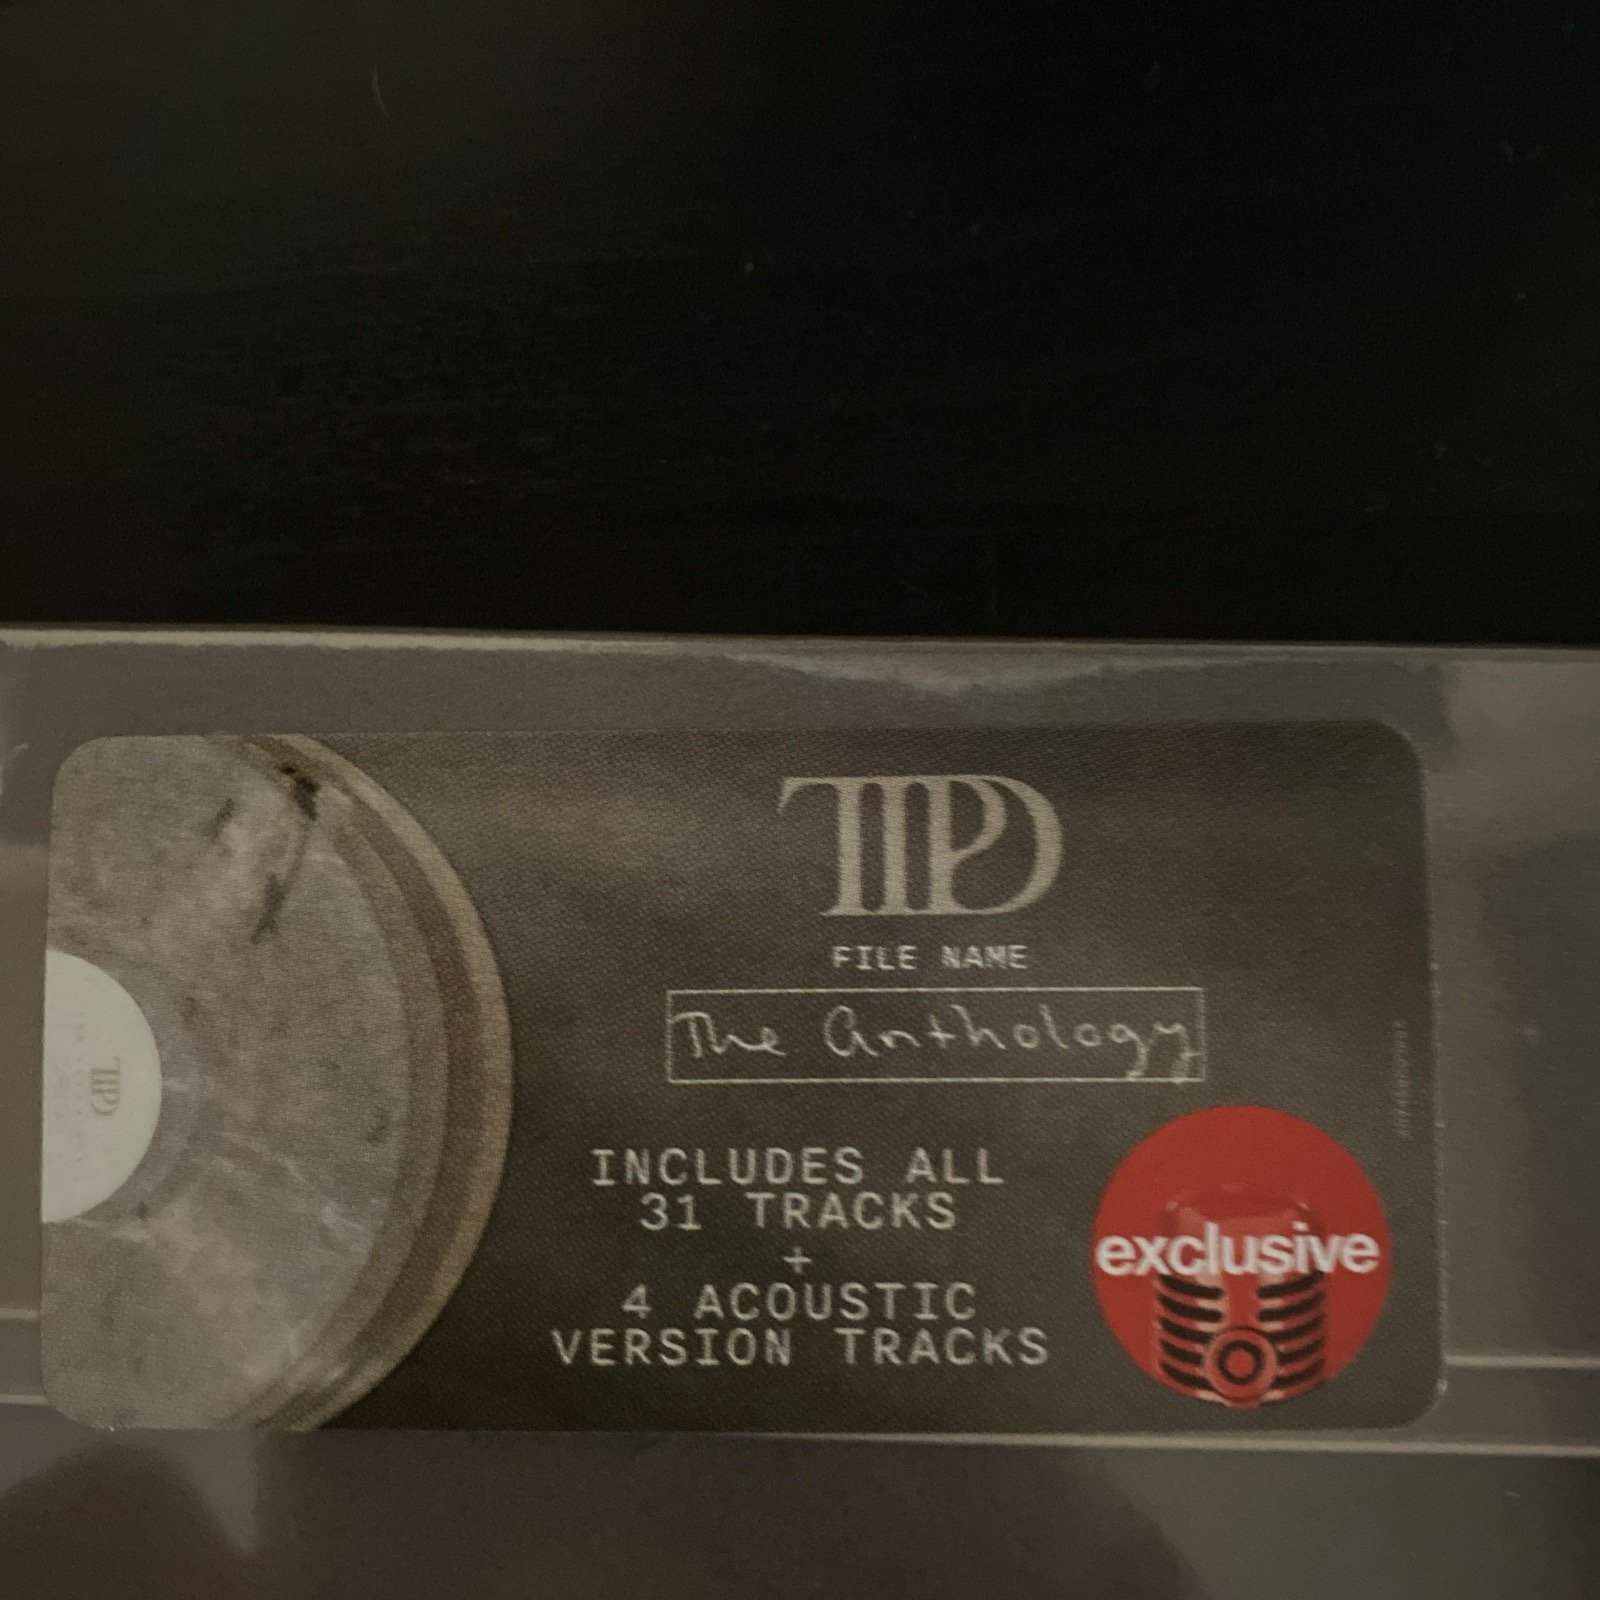 TTPD
FILE NAME
The Anthology
INCLUDES ALL
31 TRACKS
+
4 ACOUSTIC
VERSION TRACKS
exclusive